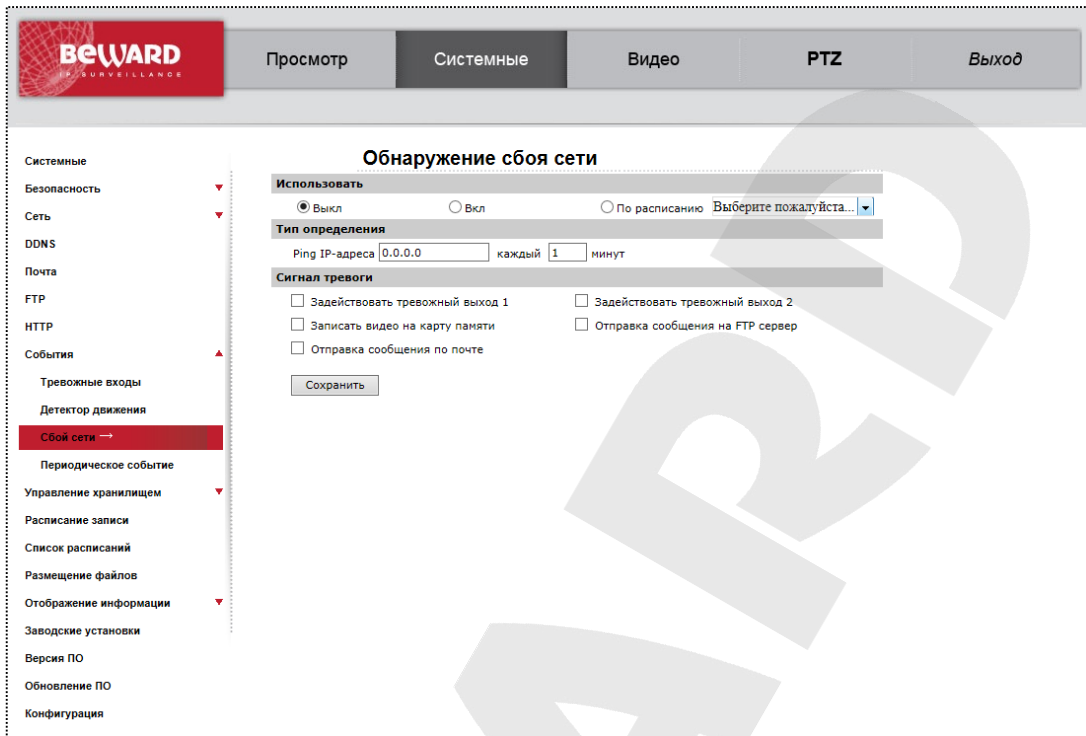 BEWARD
IP SURVEILLANCE
Просмотр
Системные
Видео
PTZ
Выход
Системные
Безопасность
Сеть
DDNS
Почта
FTP
HTTP
События
Тревожные входы
Детектор движения
Сбой сети →
Периодическое событие
Управление хранилищем
Расписание записи
Список расписаний
Размещение файлов
Отображение информации
Заводские установки
Версия ПО
Обновление ПО
Конфигурация
Обнаружение сбоя сети
Использовать
Выкл Вкл По расписанию Выберите пожалуйста...
Тип определения
Ping IP-адреса 0.0.0.0 каждый 1 минут
Сигнал тревоги
Задействовать тревожный выход 1 Задействовать тревожный выход 2
Записать видео на карту памяти Отправка сообщения на FTP сервер
Отправка сообщения по почте
Сохранить
ARD